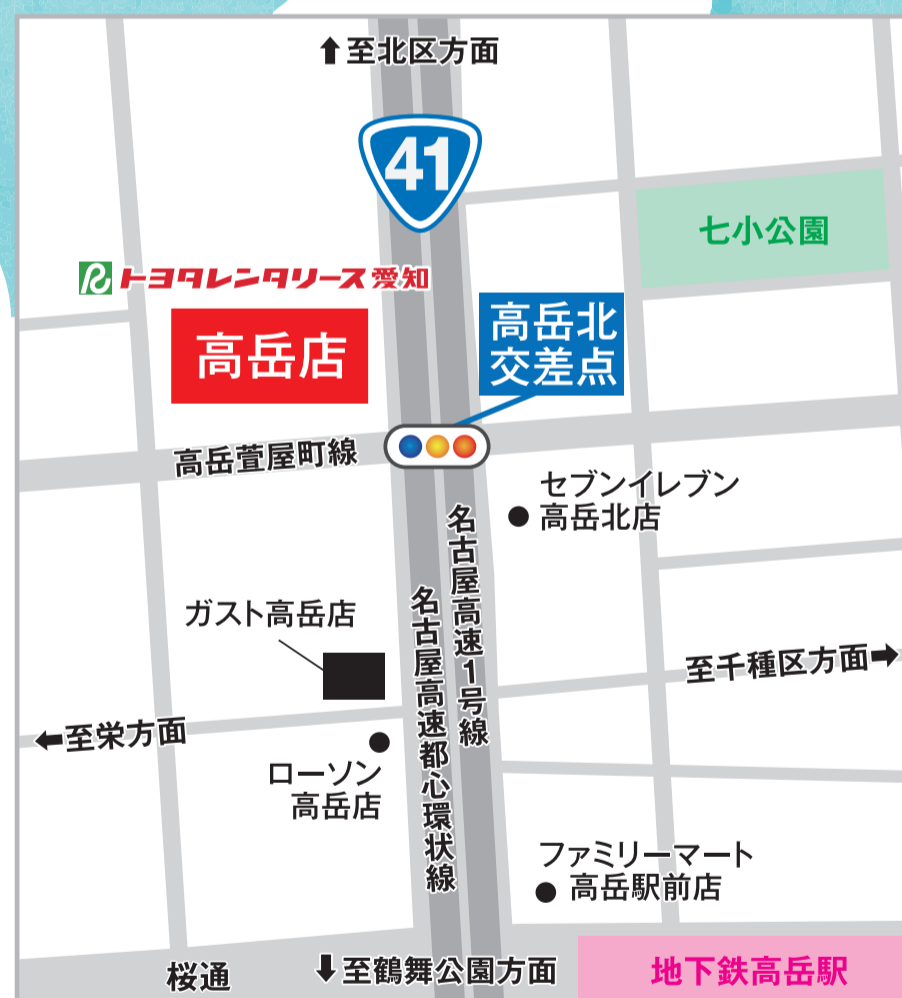 至北区方面
41
七小公園
R トヨタレンタリース愛知
高岳店
高岳北
交差点
高岳萱屋町線
セブンイレブン
高岳北店
名古屋高速1号線
名古屋高速都心環状線
ガスト高岳店
至千種区方面
至栄方面
ローソン
高岳店
ファミリーマート
高岳駅前店
桜通
至鶴舞公園方面
地下鉄高岳駅